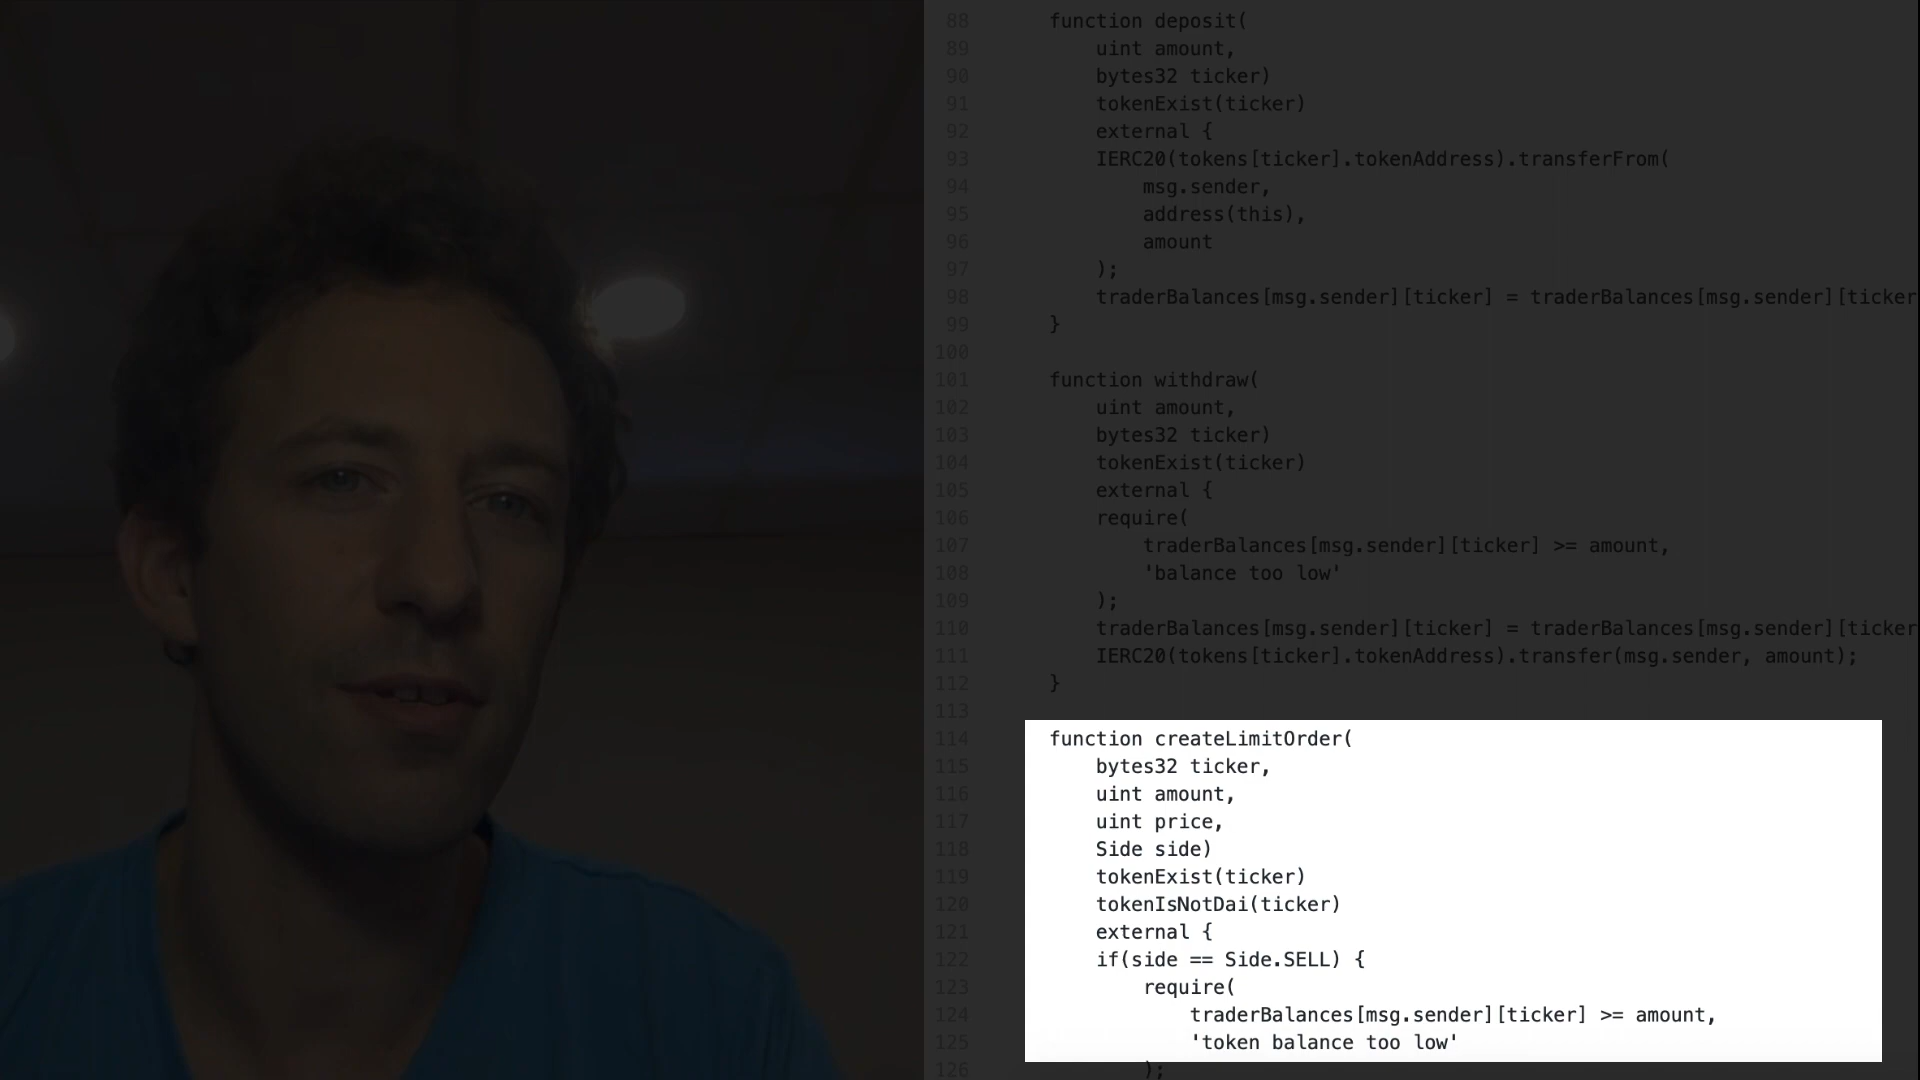 88 function deposit(
89 uint amount,
90 bytes32 ticker)
91 tokenExist(ticker)
92 external {
93 IERC20(tokens[ticker].tokenAddress).transferFrom(
94 msg.sender,
95 address(this),
96 amount
97 );
98 traderBalances[msg.sender][ticker] = traderBalances[msg.sender][ticker
99 }
100
101 function withdraw(
102 uint amount,
103 bytes32 ticker)
104 tokenExist(ticker)
105 external {
106 require(
107 traderBalances[msg.sender][ticker] >= amount,
108 'balance too low'
109 );
110 traderBalances[msg.sender][ticker] = traderBalances[msg.sender][ticker
111 IERC20(tokens[ticker].tokenAddress).transfer(msg.sender, amount);
112 }
113
114 function createLimitOrder(
115 bytes32 ticker,
116 uint amount,
117 uint price,
118 Side side)
119 tokenExist(ticker)
120 tokenIsNotDai(ticker)
121 external {
122 if(side == Side.SELL) {
123 require(
124 traderBalances[msg.sender][ticker] >= amount,
125 'token balance too low'
126 );